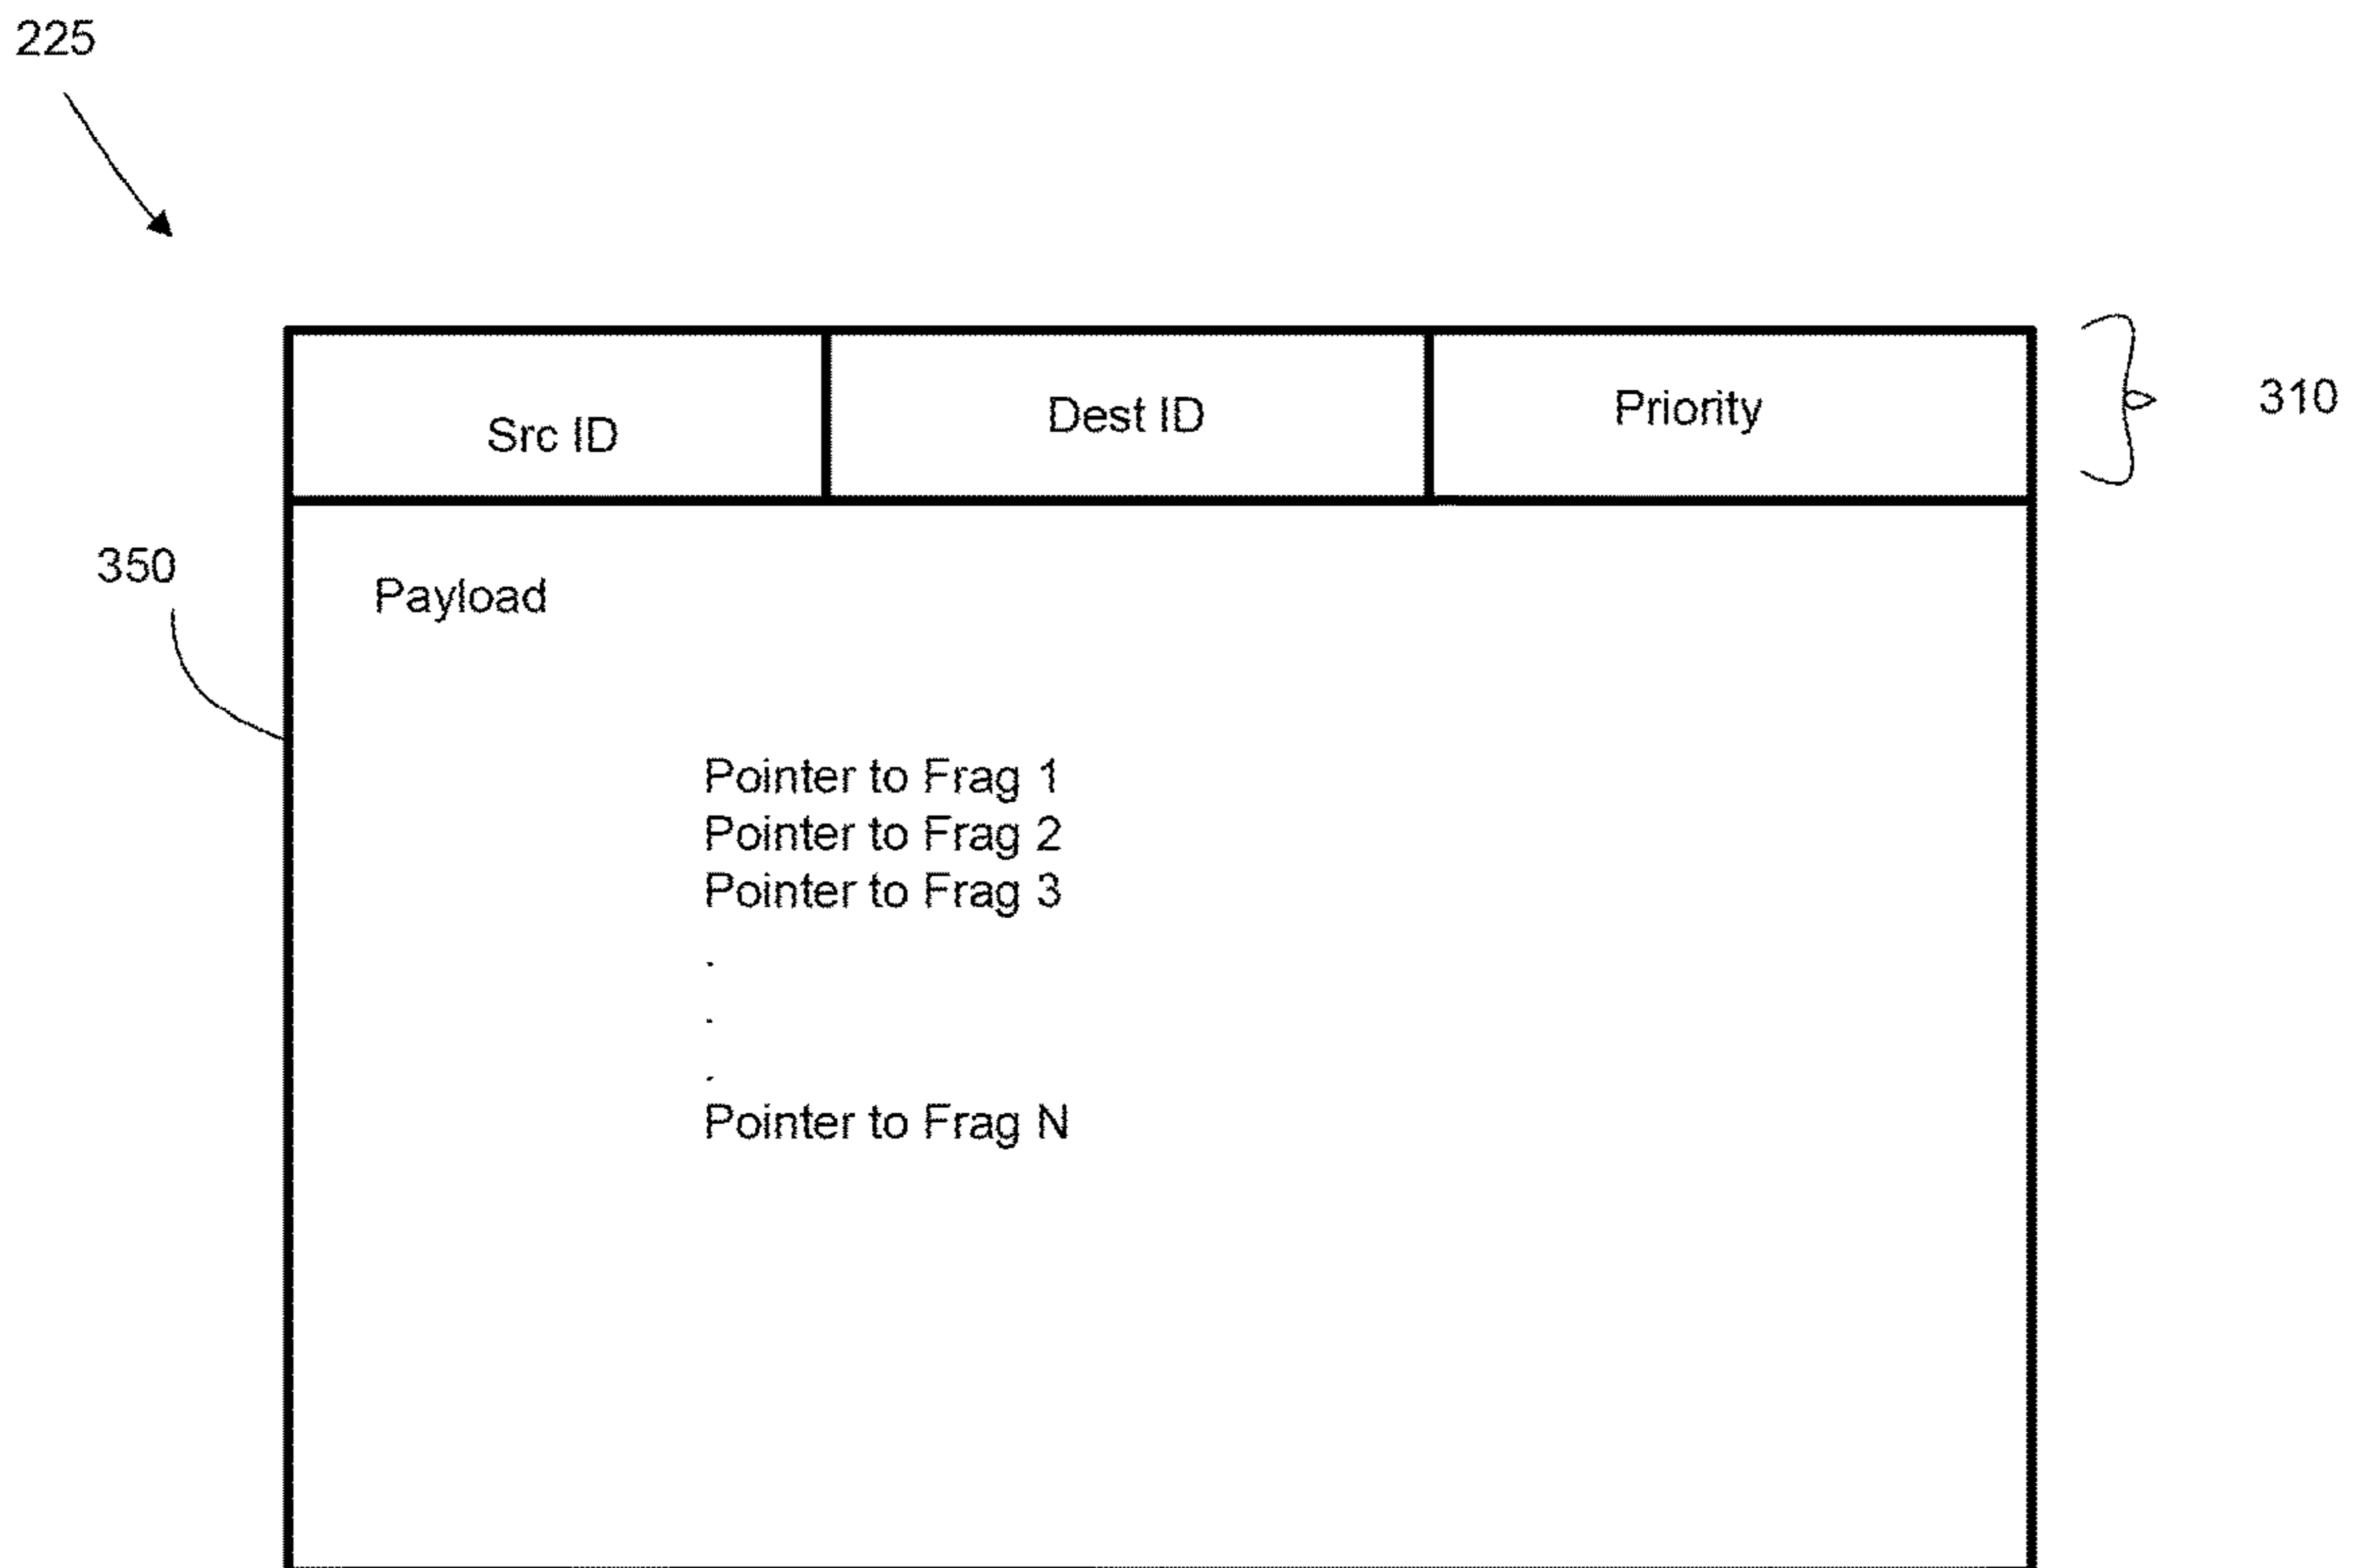 225
Src ID
Dest ID
Priority
310
350
Payload
Pointer to Frag 1
Pointer to Frag 2
Pointer to Frag 3
.
.
.
Pointer to Frag N